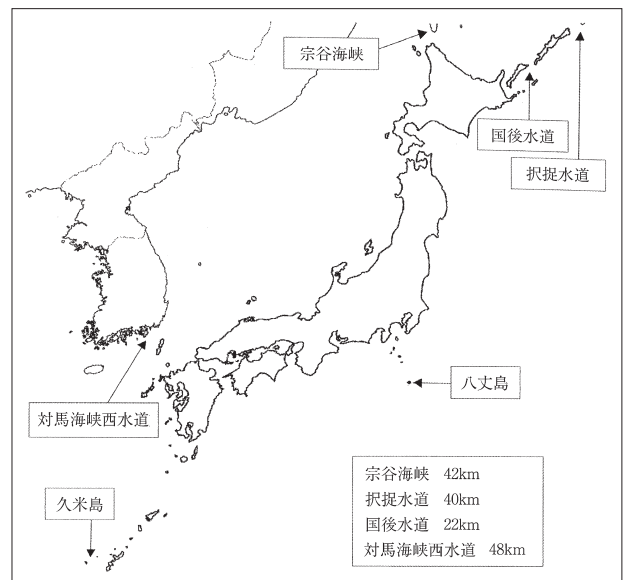 宗谷海峡
国後水道
択捉水道
八丈島
対馬海峡西水道
久米島
宗谷海峡 42km
択捉水道 40km
国後水道 22km
対馬海峡西水道 48km